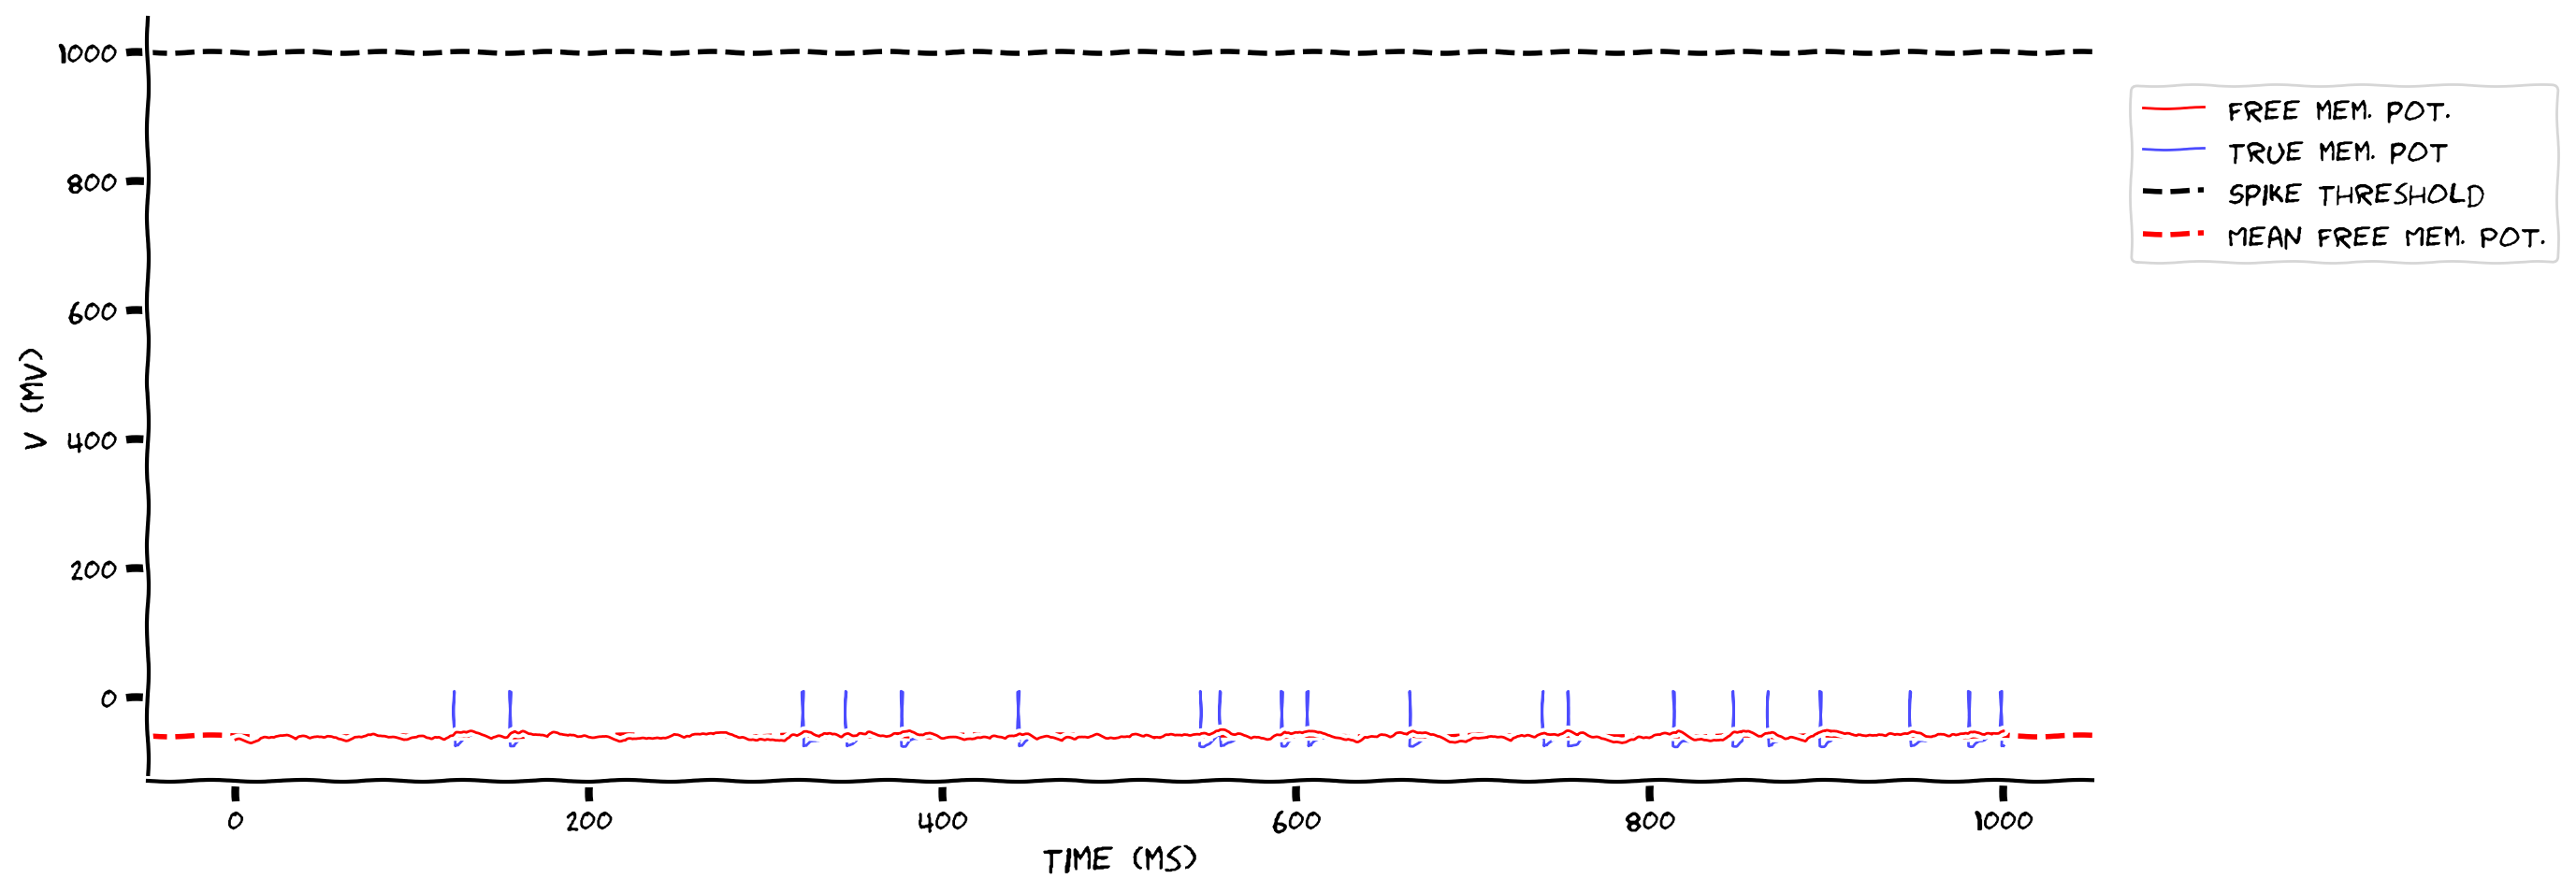 1000
800
600
400
200
0
V (MV)
0 200 400 600 800 1000
TIME (MS)
FREE MEM. POT.
TRUE MEM. POT
SPIKE THRESHOLD
MEAN FREE MEM. POT.